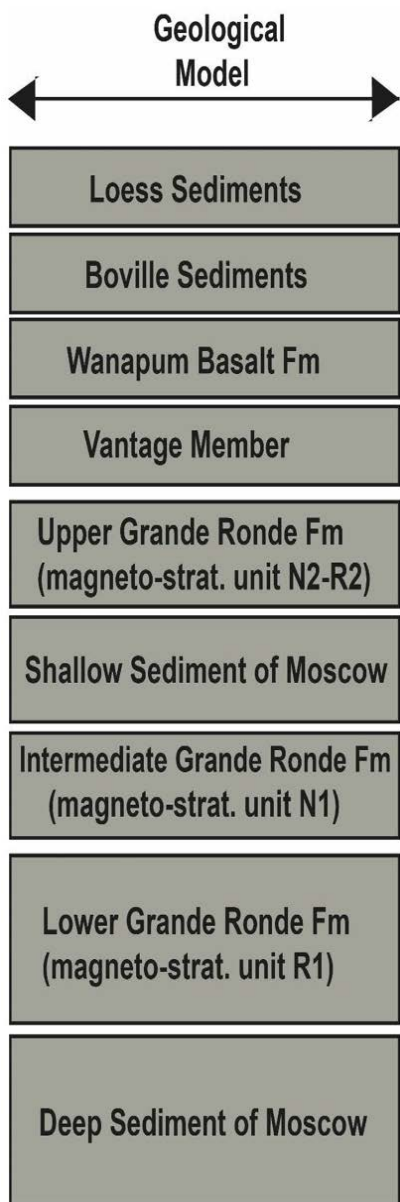 Geological
Model
Loess Sediments
Boville Sediments
Wanapum Basalt Fm
Vantage Member
Upper Grande Ronde Fm
(magneto-strat. unit N2-R2)
Shallow Sediment of Moscow
Intermediate Grande Ronde Fm
(magneto-strat. unit N1)
Lower Grande Ronde Fm
(magneto-strat. unit R1)
Deep Sediment of Moscow